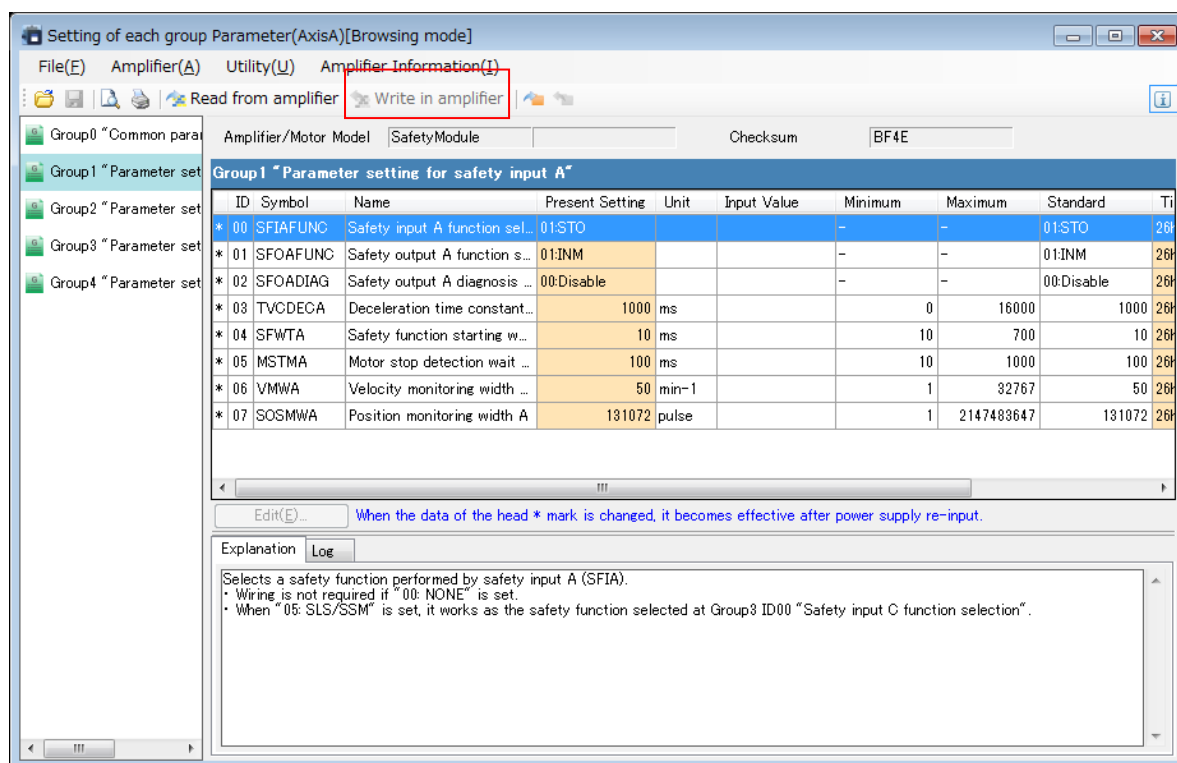 Setting of each group Parameter(AxisA)[Browsing mode]
File(F) Amplifier(A) Utility(U) Amplifier Information(I)
Read from amplifier Write in amplifier
Group0 "Common para
Group1 "Parameter set
Group2 "Parameter set
Group3 "Parameter set
Group4 "Parameter set
Amplifier/Motor Model SafetyModule Checksum BF4E
Group1 "Parameter setting for safety input A"
ID Symbol Name Present Setting Unit Input Value Minimum Maximum Standard Ti
* 00 SFIAFUNC Safety input A function sel... 01:STO - - 01:STO 26H
* 01 SFOAFUNC Safety output A function s... 01:INM - - 01:INM 26H
* 02 SFOADIAG Safety output A diagnosis ... 00:Disable - - 00:Disable 26H
* 03 TVCDECA Deceleration time constant... 1000 ms 0 16000 1000 26H
* 04 SFWTA Safety function starting w... 10 ms 10 700 10 26H
* 05 MSTMA Motor stop detection wait ... 100 ms 10 1000 100 26H
* 06 VMWA Velocity monitoring width ... 50 min-1 1 32767 50 26H
* 07 SOSMWA Position monitoring width A 131072 pulse 1 2147483647 131072 26H
Edit(E)... When the data of the head * mark is changed, it becomes effective after power supply re-input.
Explanation Log
Selects a safety function performed by safety input A (SFIA).
・ Wiring is not required if "00: NONE" is set.
・ When "05: SLS/SSM" is set, it works as the safety function selected at Group3 ID00 "Safety input C function selection".